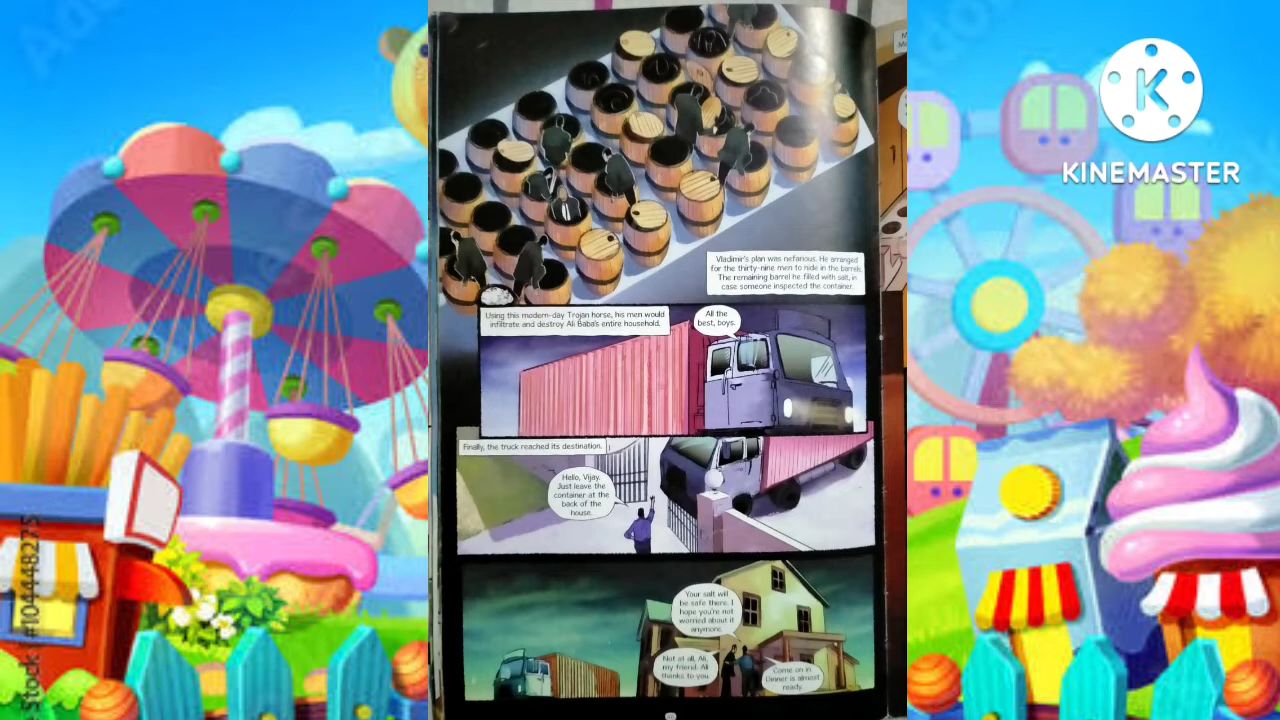 KINEMASTER
Vladimir's plan was nefarious. He arranged
for the thirty-nine men to hide in the barrels.
The remaining barrel he filled with salt, in
case someone inspected the container.
Using this modern-day Trojan horse, his men would
infiltrate and destroy Ali Baba's entire household.
All the
best, boys.
Finally, the truck reached its destination.
Hello, Vijay.
Just leave the
container at the
back of the
house.
Your salt will
be safe there. I
hope you're not
worried about it
anymore.
Not at all, Ali,
my friend. All
thanks to you.
Come on in.
Dinner is almost
ready.
Stock #104448275